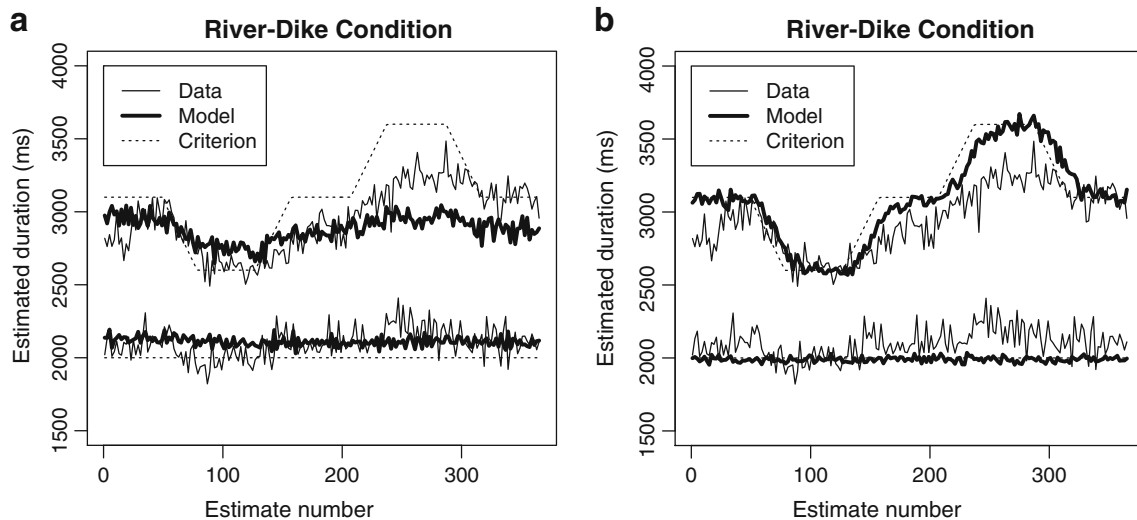 a
River-Dike Condition
Data
Model
Criterion
Estimated duration (ms)
4000
3500
3000
2500
2000
1500
0
100
200
300
Estimate number
b
River-Dike Condition
Data
Model
Criterion
Estimated duration (ms)
4000
3500
3000
2500
2000
1500
0
100
200
300
Estimate number